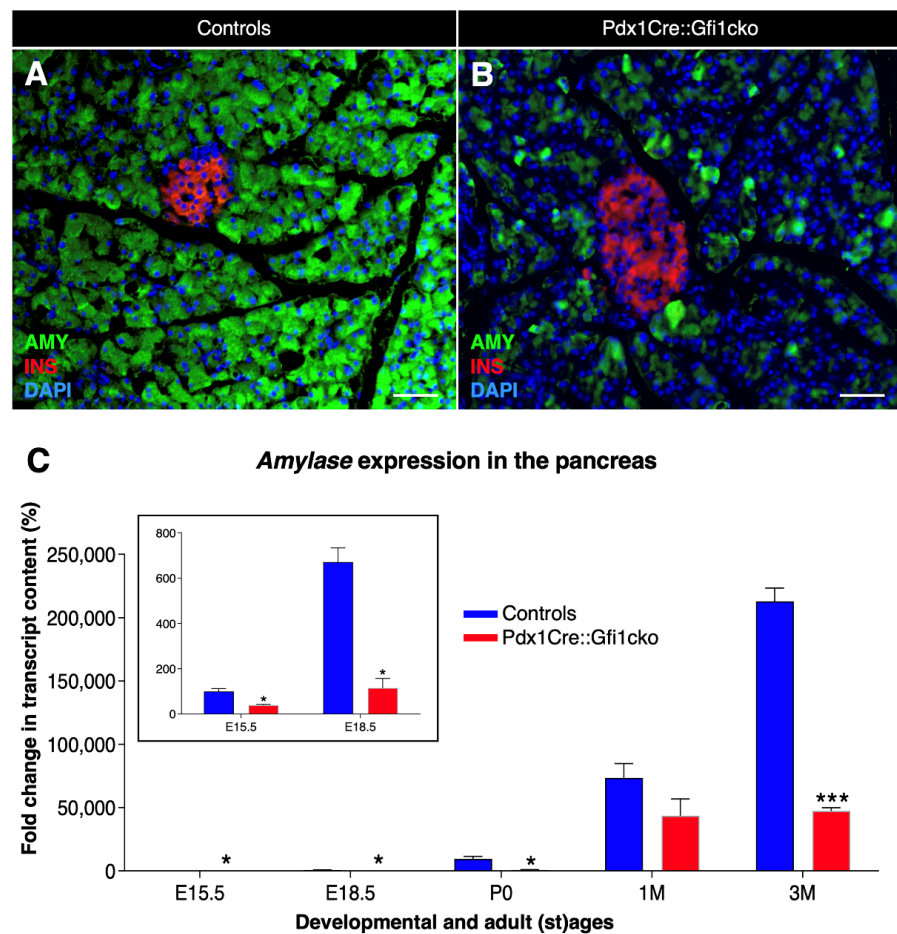 Controls
Pdx1Cre::Gfi1cko
A
B
AMY
INS
DAPI
AMY
INS
DAPI
C
Amylase expression in the pancreas
Fold change in transcript content (%)
250,000
200,000
150,000
100,000
50,000
0
800
600
400
200
0
*
*
E15.5
E18.5
Controls
Pdx1Cre::Gfi1cko
*
*
*
***
E15.5
E18.5
P0
1M
3M
Developmental and adult (st)ages